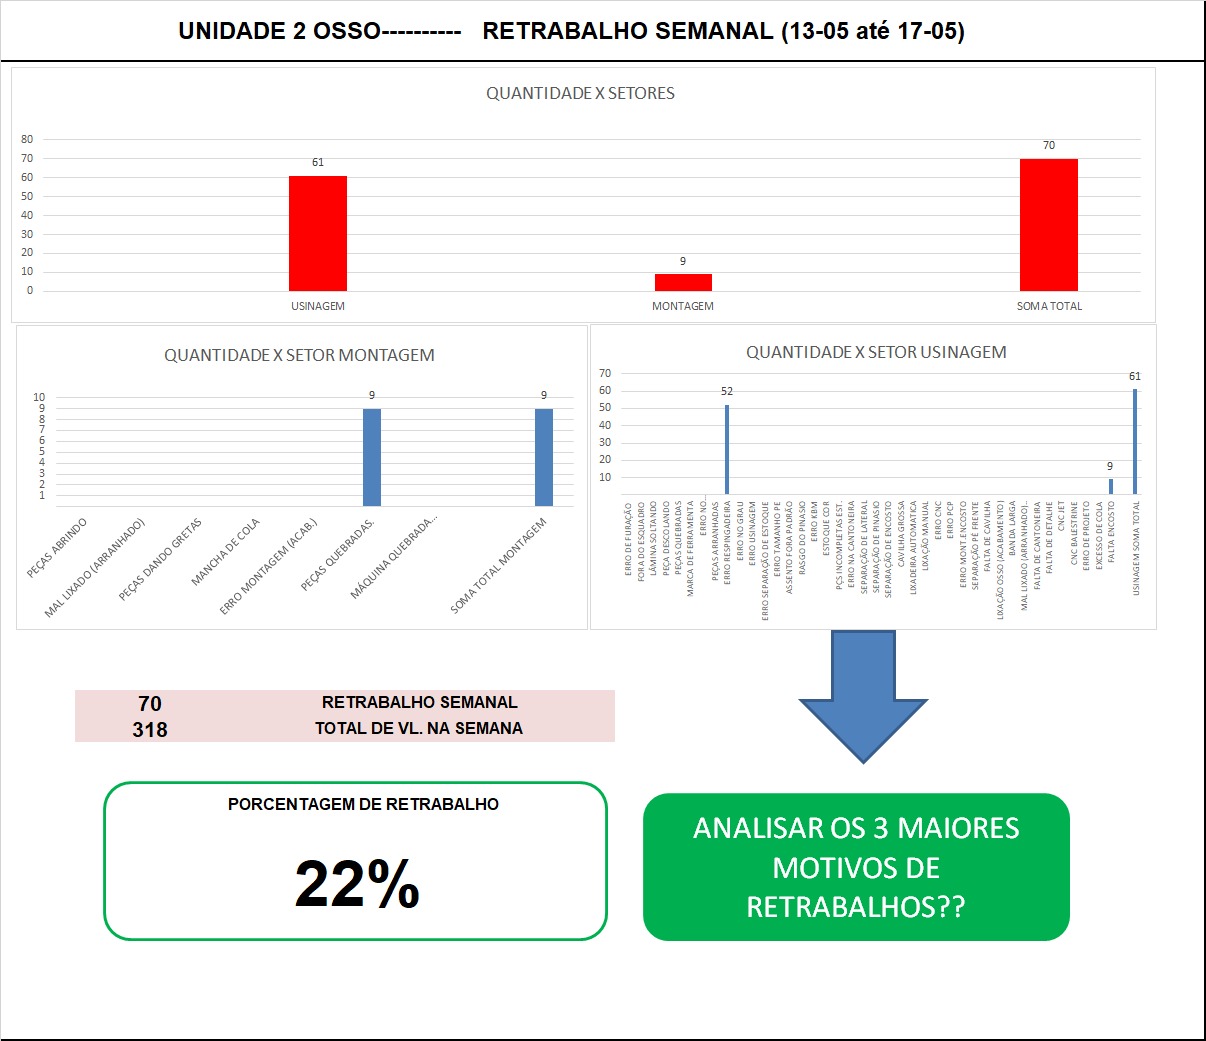 UNIDADE 2 OSSO---------- RETRABALHO SEMANAL (13-05 até 17-05)
QUANTIDADE X SETORES
80
70
60
50
40
30
20
10
0
61
9
70
USINAGEM
MONTAGEM
SOMA TOTAL
QUANTIDADE X SETOR MONTAGEM
10
9
8
7
6
5
4
3
2
1
9
9
PEÇAS ABRINDO
MAL LIXADO (ARRANHADO)
PEÇAS DANDO GRETAS
MANCHA DE COLA
ERRO MONTAGEM (ACAB.)
PEÇAS QUEBRADAS.
MÁQUINA QUEBRADA...
SOMA TOTAL MONTAGEM
QUANTIDADE X SETOR USINAGEM
70
60
50
40
30
20
10
52
9
61
ERRO DE FURAÇÃO
FORA DO ESQUADRO
LÂMINA SOLTANDO
PEÇA DESCOLANDO
PEÇAS QUEBRADAS
MARCA DE FERRAMENTA
ERRO NO...
PEÇAS ARRANHADAS
ERRO RESPINGADEIRA
ERRO NO GRAU
ERRO USINAGEM
ERRO SEPARAÇÃO DE ESTOQUE
ERRO TAMANHO PE
ASSENTO FORA PADRÃO
RASGO DO PINASIO
ERRO KBM
ESTOQUE CD P
PÇS INCOMPLETAS EST.
ERRO NA CANTONEIRA
SEPARAÇÃO DE LATERAL
SEPARAÇÃO DE PINASIO
SEPARAÇÃO DE ENCOSTO
CAVILHA GROSSA
LIXADEIRA AUTOMATICA
LIXAÇÃO MANUAL
ERRO CNC
ERRO PCP
ERRO MONT.ENCOSTO
SEPARAÇÃO PÉ FRENTE
FALTA DE CAVILHA
LIXAÇÃO OSSO (ACABAMENTO)
BANDA LARGA
MAL LIXADO (ARRANHADO)..
FALTA DE CANTONEIRA
FALTA DE DETALHE
CNC JET
CNC BALESTRINE
ERRO DE PROJETO
EXCESSO DE COLA
FALTA ENCOSTO
USINAGEM SOMA TOTAL
70 RETRABALHO SEMANAL
318 TOTAL DE VL. NA SEMANA
PORCENTAGEM DE RETRABALHO
22%
ANALISAR OS 3 MAIORES
MOTIVOS DE
RETRABALHOS??